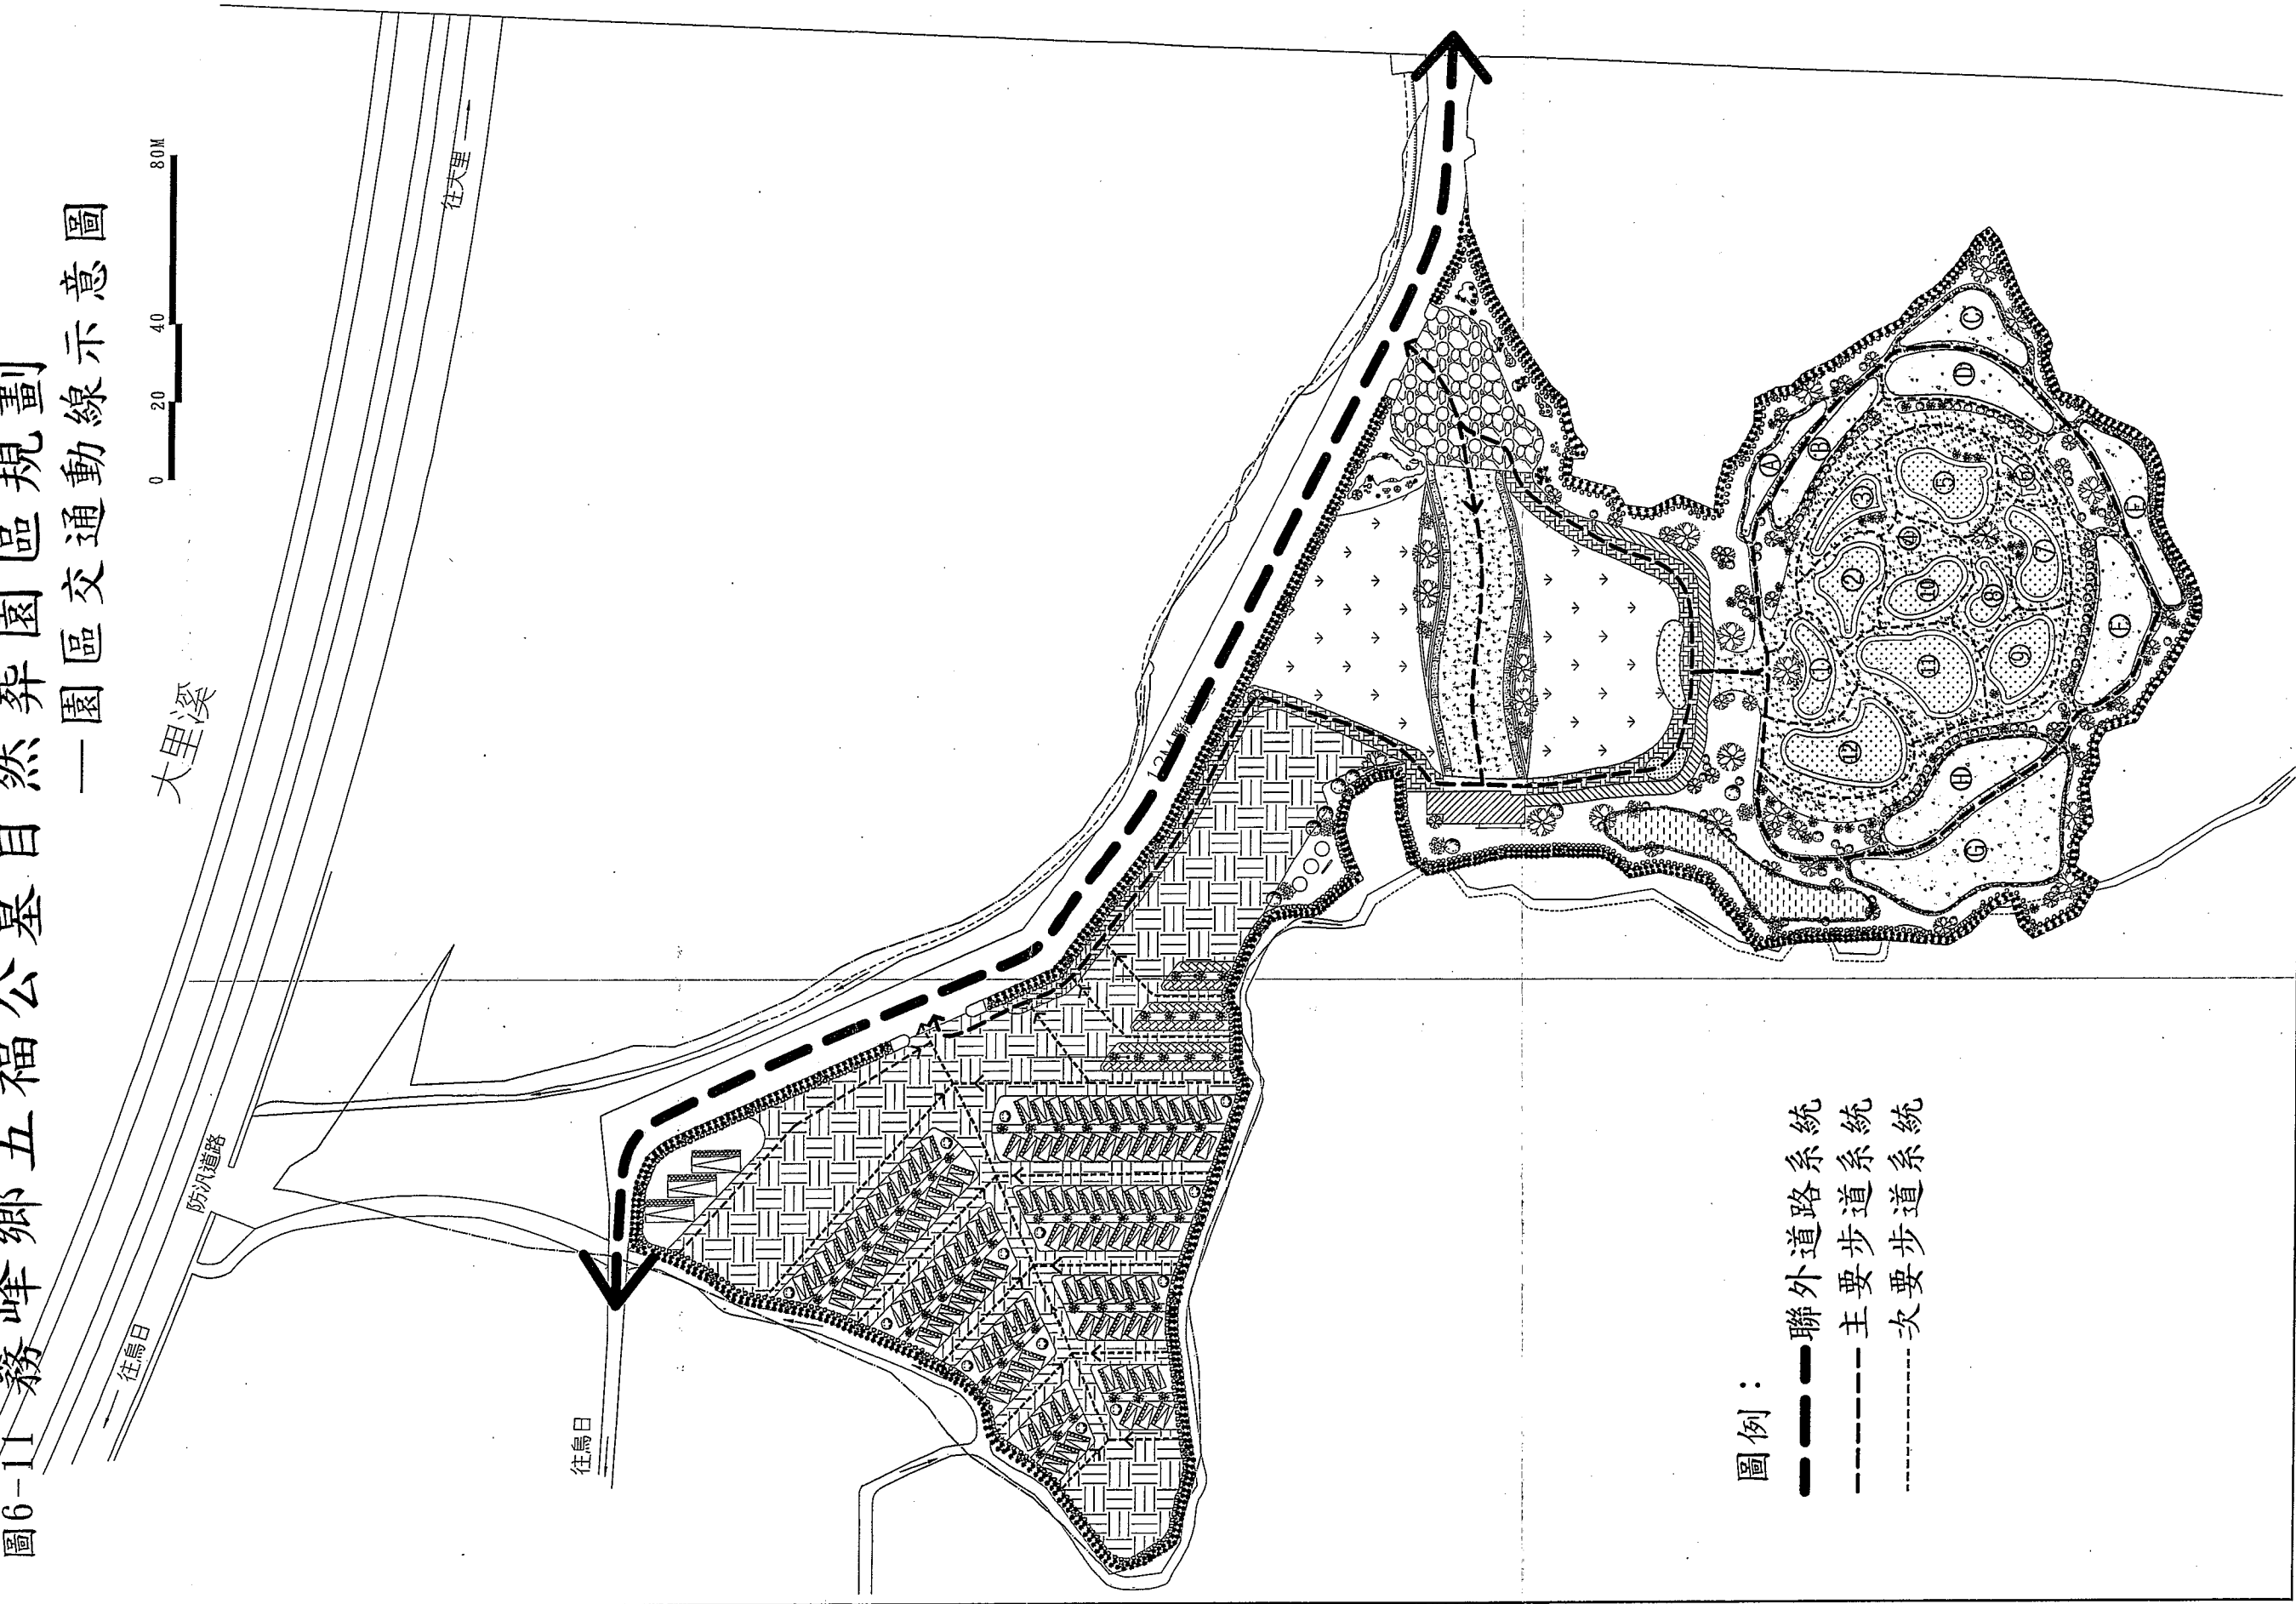 圖6-11 霧峰鄉五福公墓自然葬園區規劃
—園區交通動線示意圖
0 20 40 80M
大里溪
往大里
防汎道路
往烏日
往烏日
12M
A
B
C
D
E
F
G
H
1
2
3
4
5
6
7
8
9
10
11
12
圖例：
聯外道路系統
主要步道系統
次要步道系統